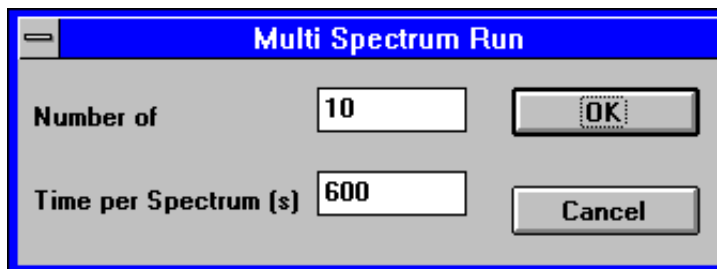 Multi Spectrum Run
Number of 10 OK
Time per Spectrum (s) 600 Cancel